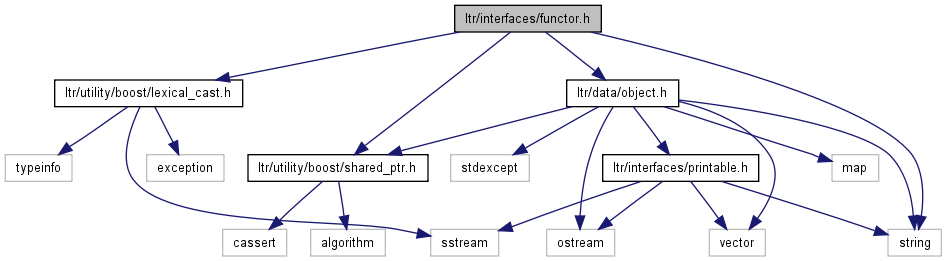 ltr/interfaces/functor.h
ltr/utility/boost/lexical_cast.h
ltr/data/object.h
typeinfo
exception
ltr/utility/boost/shared_ptr.h
stdexcept
ltr/interfaces/printable.h
map
cassert
algorithm
sstream
ostream
vector
string